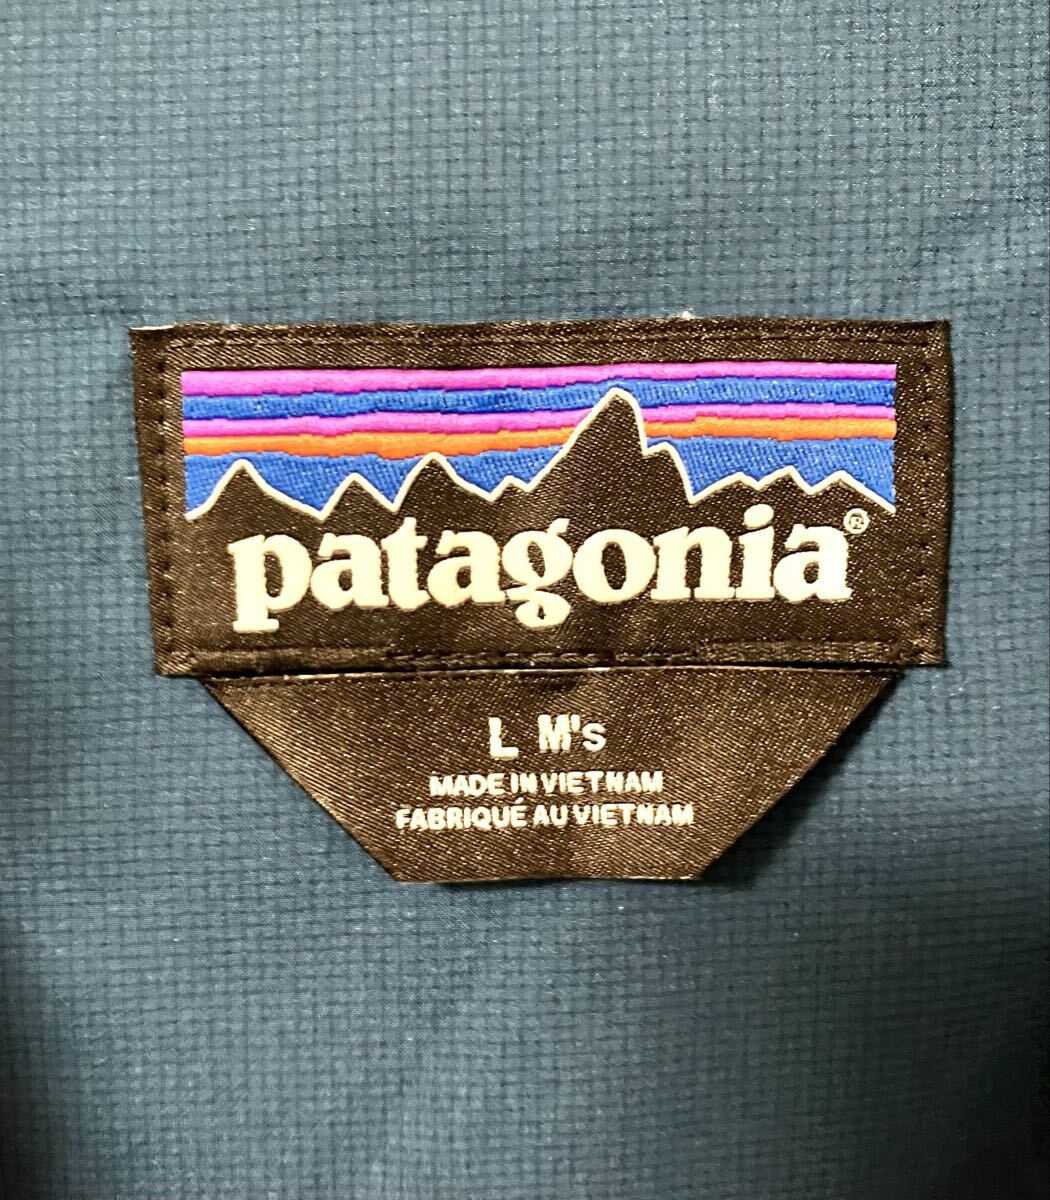 patagonia®
L M's
MADE IN VIETNAM
FABRIQUÉ AU VIETNAM